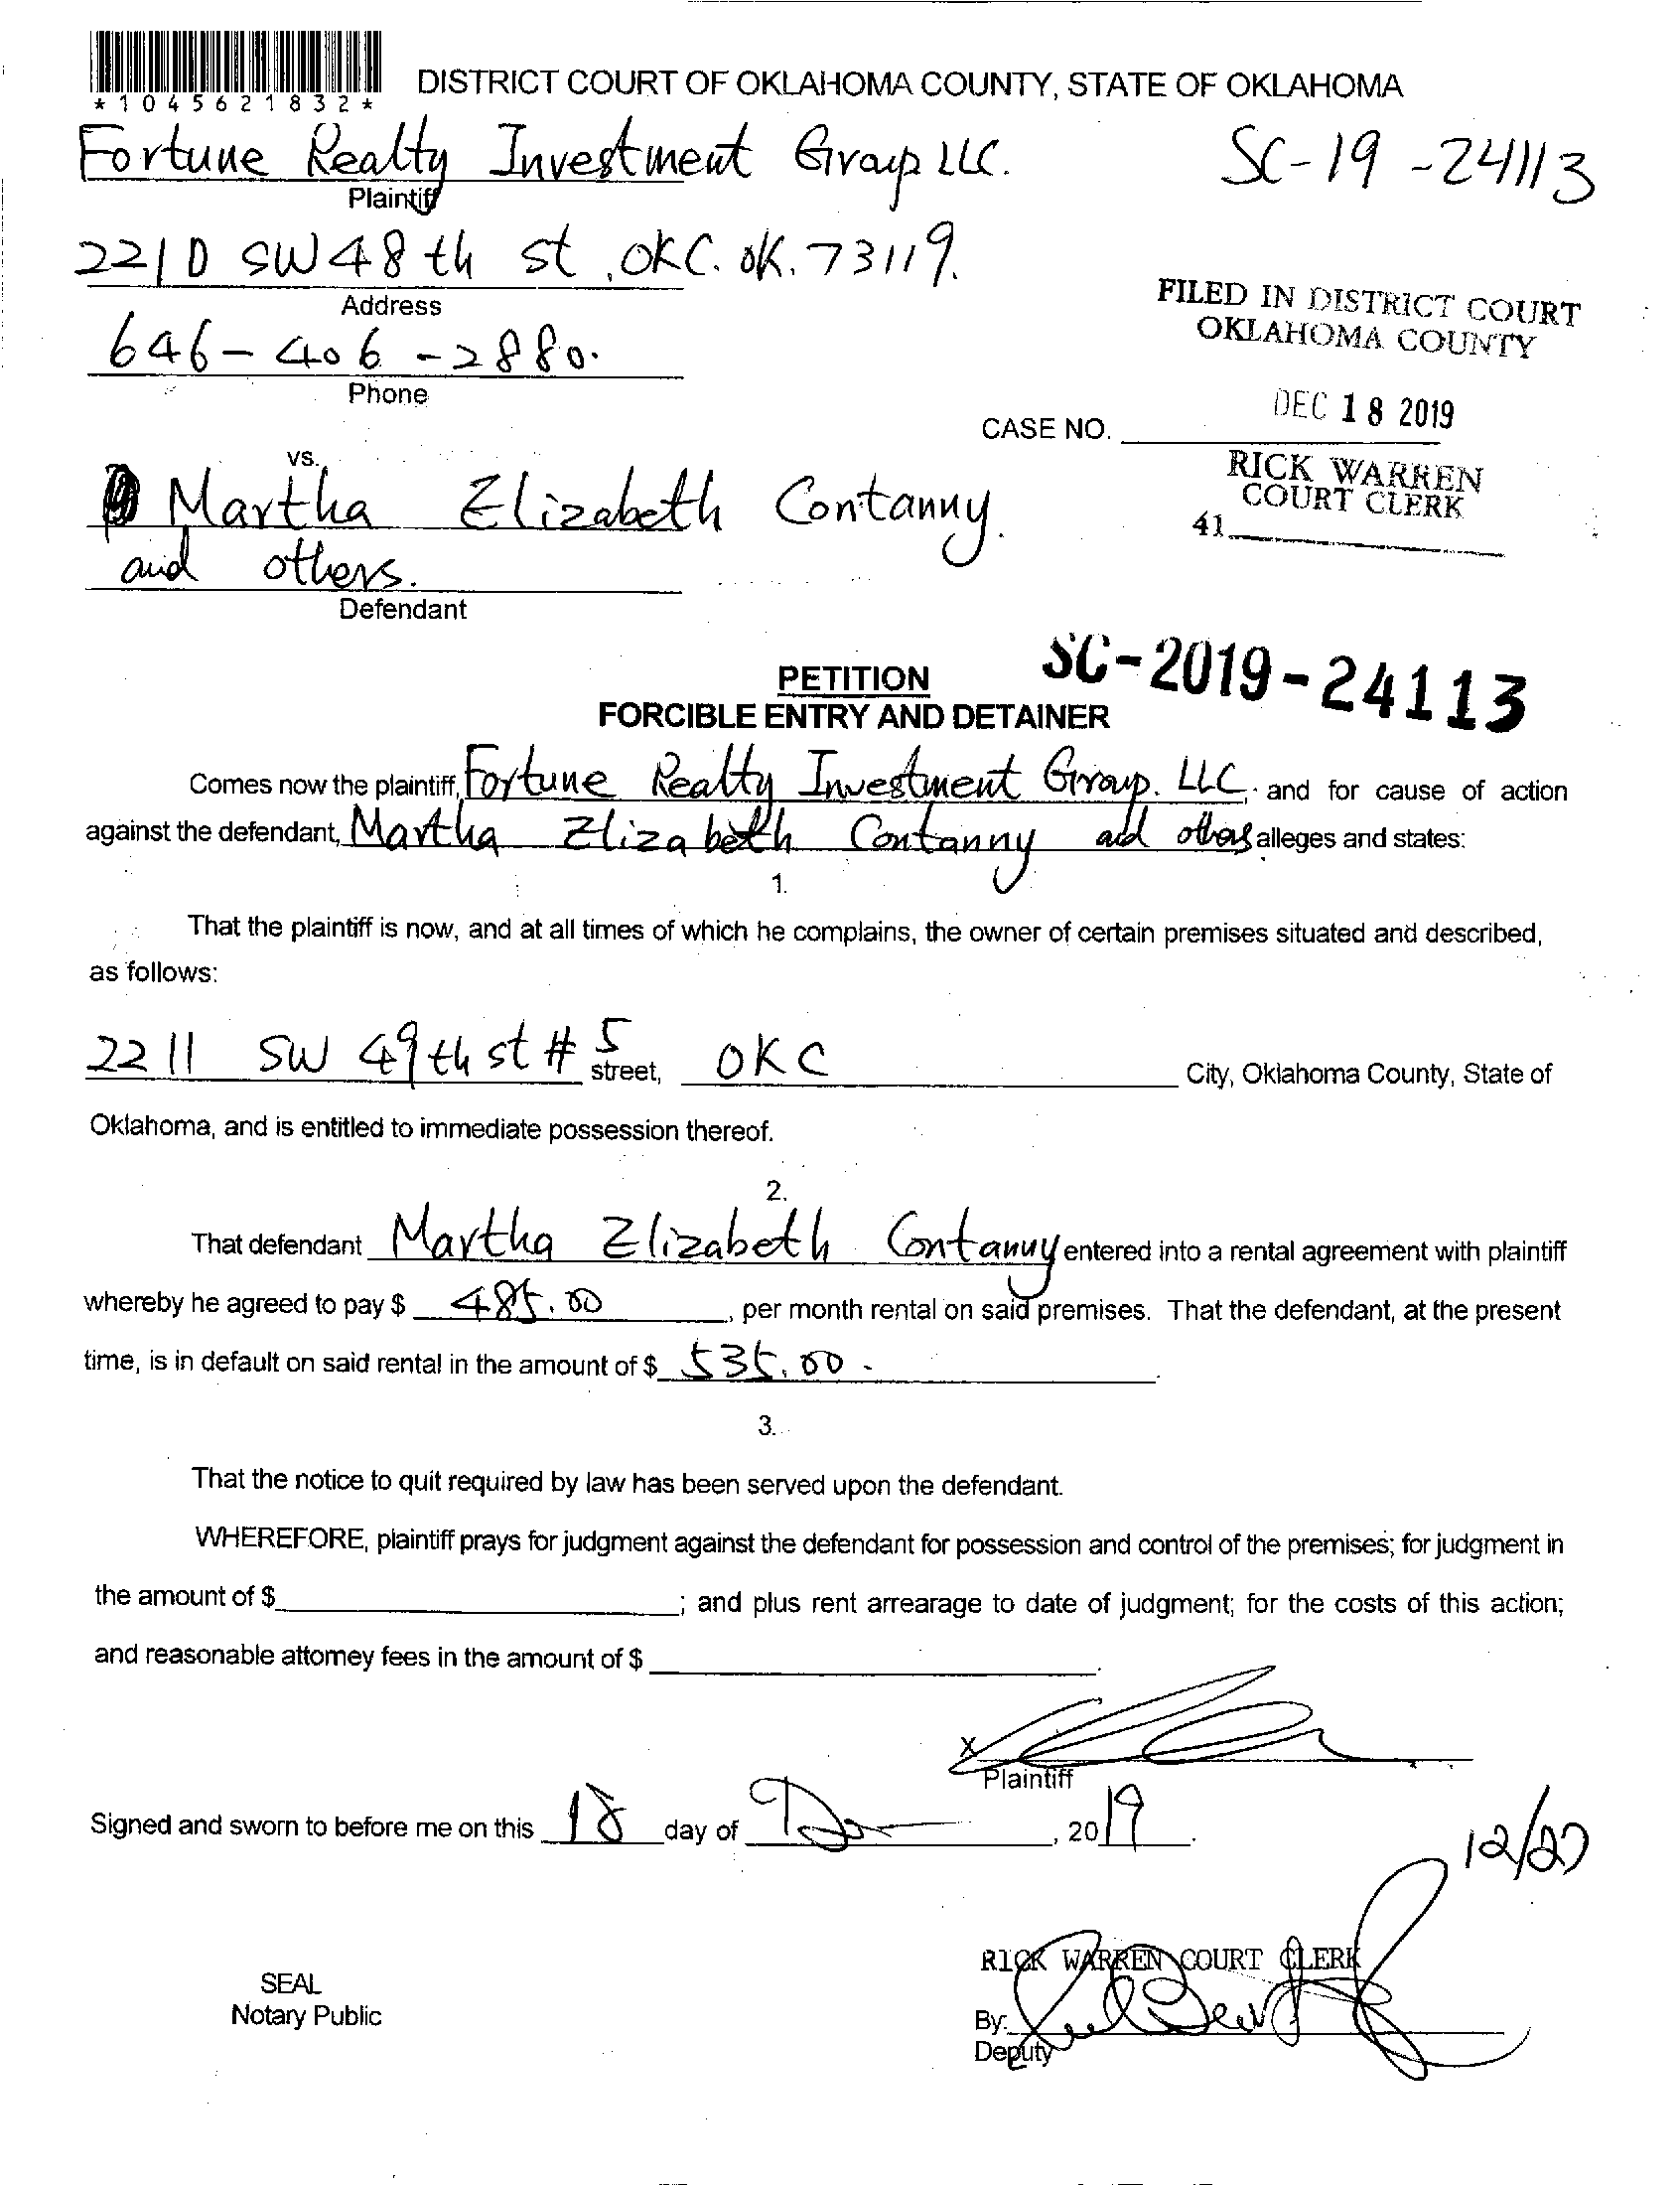 *1045621832*
DISTRICT COURT OF OKLAHOMA COUNTY, STATE OF OKLAHOMA
Fortune Realty Investment Group LLC.
SC-19-24113
Plaintiff
2210 SW 48th st, OKC. OK. 73119.
Address
FILED IN DISTRICT COURT
OKLAHOMA COUNTY
646-406-2880.
Phone
DEC 18 2019
CASE NO.
RICK WARREN
COURT CLERK
41
vs.
Martha Elizabeth Contanny.
and others.
Defendant
SC-2019-24113
PETITION
FORCIBLE ENTRY AND DETAINER
Comes now the plaintiff, Fortune Realty Investment Group. LLC, and for cause of action
against the defendant, Martha Elizabeth Contanny and others alleges and states:
1.
That the plaintiff is now, and at all times of which he complains, the owner of certain premises situated and described,
as follows:
2211 SW 49th st # 5 street, OKC City, Oklahoma County, State of
Oklahoma, and is entitled to immediate possession thereof.
2.
That defendant Martha Elizabeth Contanny entered into a rental agreement with plaintiff
whereby he agreed to pay $ 485.00, per month rental on said premises. That the defendant, at the present
time, is in default on said rental in the amount of $ 535.00.
3.
That the notice to quit required by law has been served upon the defendant.
WHEREFORE, plaintiff prays for judgment against the defendant for possession and control of the premises; for judgment in
the amount of $ ; and plus rent arrearage to date of judgment; for the costs of this action;
and reasonable attorney fees in the amount of $ .
X
Plaintiff
Signed and sworn to before me on this 18 day of Dec, 2019.
12/27
RICK WARREN COURT CLERK
SEAL
Notary Public
By:
Deputy